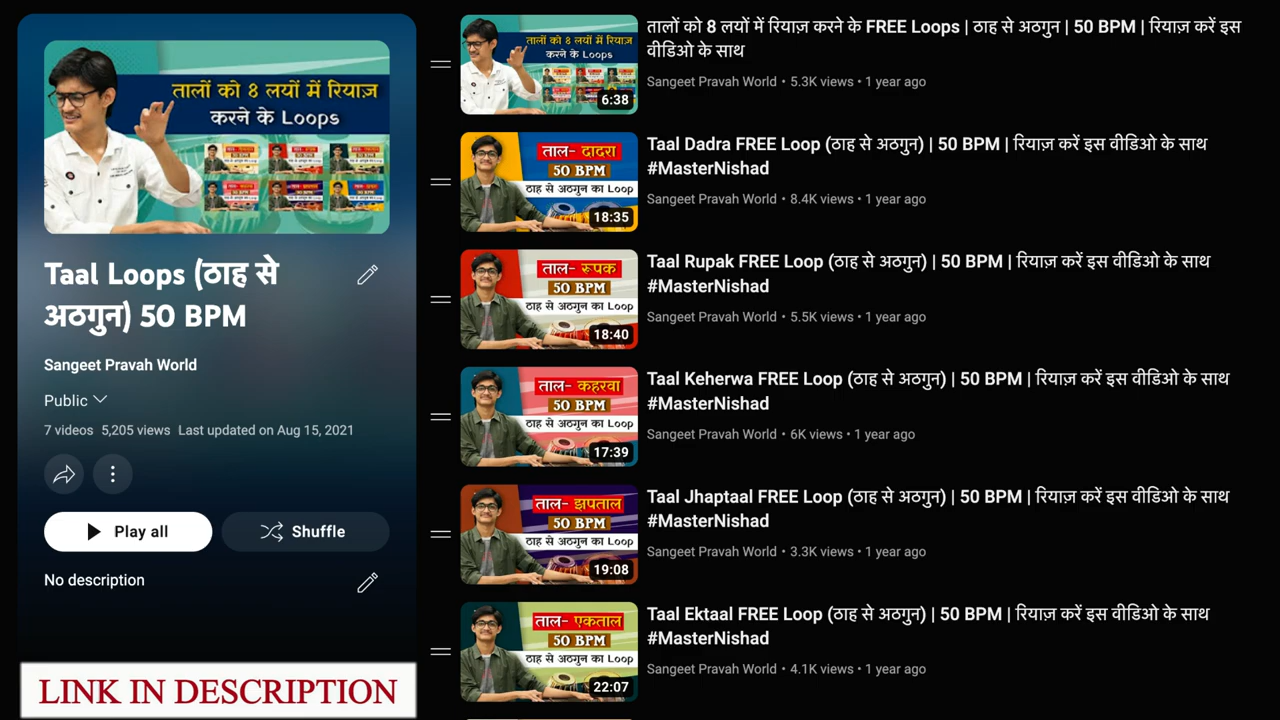 तालों को 8 लयों में रियाज़
करने के Loops
Taal Loops (ठाह से
अठगुन) 50 BPM
Sangeet Pravah World
Public
7 videos 5,205 views Last updated on Aug 15, 2021
Play all
Shuffle
No description
LINK IN DESCRIPTION
तालों को 8 लयों में रियाज़
करने के Loops
6:38
तालों को 8 लयों में रियाज़ करने के FREE Loops | ठाह से अठगुन | 50 BPM | रियाज़ करें इस
वीडिओ के साथ
Sangeet Pravah World • 5.3K views • 1 year ago
ताल- दादरा
50 BPM
ठाह से अठगुन का Loop
18:35
Taal Dadra FREE Loop (ठाह से अठगुन) | 50 BPM | रियाज़ करें इस वीडिओ के साथ
#MasterNishad
Sangeet Pravah World • 8.4K views • 1 year ago
ताल- रूपक
50 BPM
ठाह से अठगुन का Loop
18:40
Taal Rupak FREE Loop (ठाह से अठगुन) | 50 BPM | रियाज़ करें इस वीडिओ के साथ
#MasterNishad
Sangeet Pravah World • 5.5K views • 1 year ago
ताल- कहरवा
50 BPM
ठाह से अठगुन का Loop
17:39
Taal Keherwa FREE Loop (ठाह से अठगुन) | 50 BPM | रियाज़ करें इस वीडिओ के साथ
#MasterNishad
Sangeet Pravah World • 6K views • 1 year ago
ताल- झपताल
50 BPM
ठाह से अठगुन का Loop
19:08
Taal Jhaptaal FREE Loop (ठाह से अठगुन) | 50 BPM | रियाज़ करें इस वीडिओ के साथ
#MasterNishad
Sangeet Pravah World • 3.3K views • 1 year ago
ताल- एकताल
50 BPM
ठाह से अठगुन का Loop
22:07
Taal Ektaal FREE Loop (ठाह से अठगुन) | 50 BPM | रियाज़ करें इस वीडिओ के साथ
#MasterNishad
Sangeet Pravah World • 4.1K views • 1 year ago